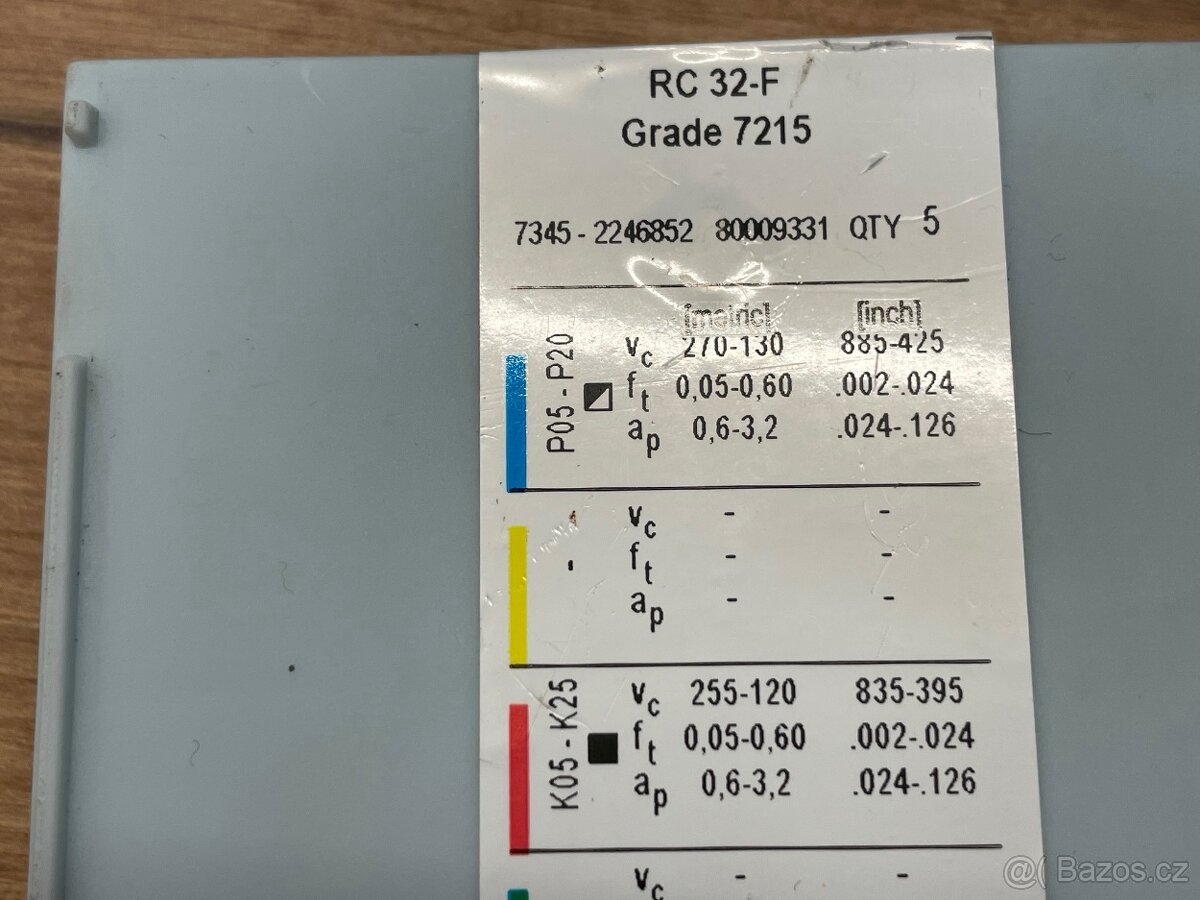 RC 32-F
Grade 7215
7345 - 2246852 80009331 QTY 5
[metric] [inch]
P05 - P20
vc 270-130 885-425
ft 0,05-0,60 .002-.024
ap 0,6-3,2 .024-.126
-
vc - -
ft - -
ap - -
K05 - K25
vc 255-120 835-395
ft 0,05-0,60 .002-.024
ap 0,6-3,2 .024-.126
vc - -
@( Bazos.cz